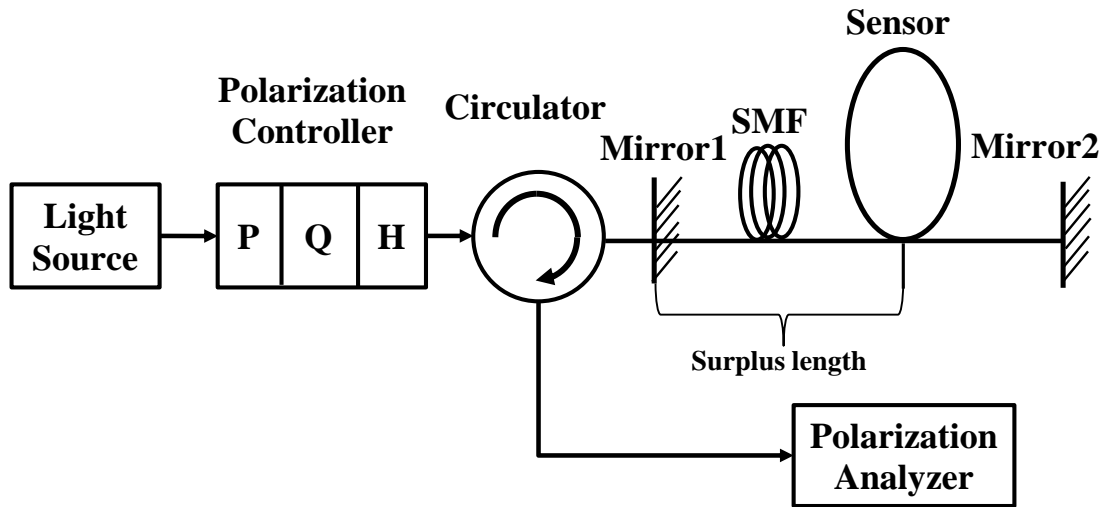 Sensor
Polarization
Controller
Circulator
SMF
Mirror1
Mirror2
Light
Source
P
Q
H
Surplus length
Polarization
Analyzer